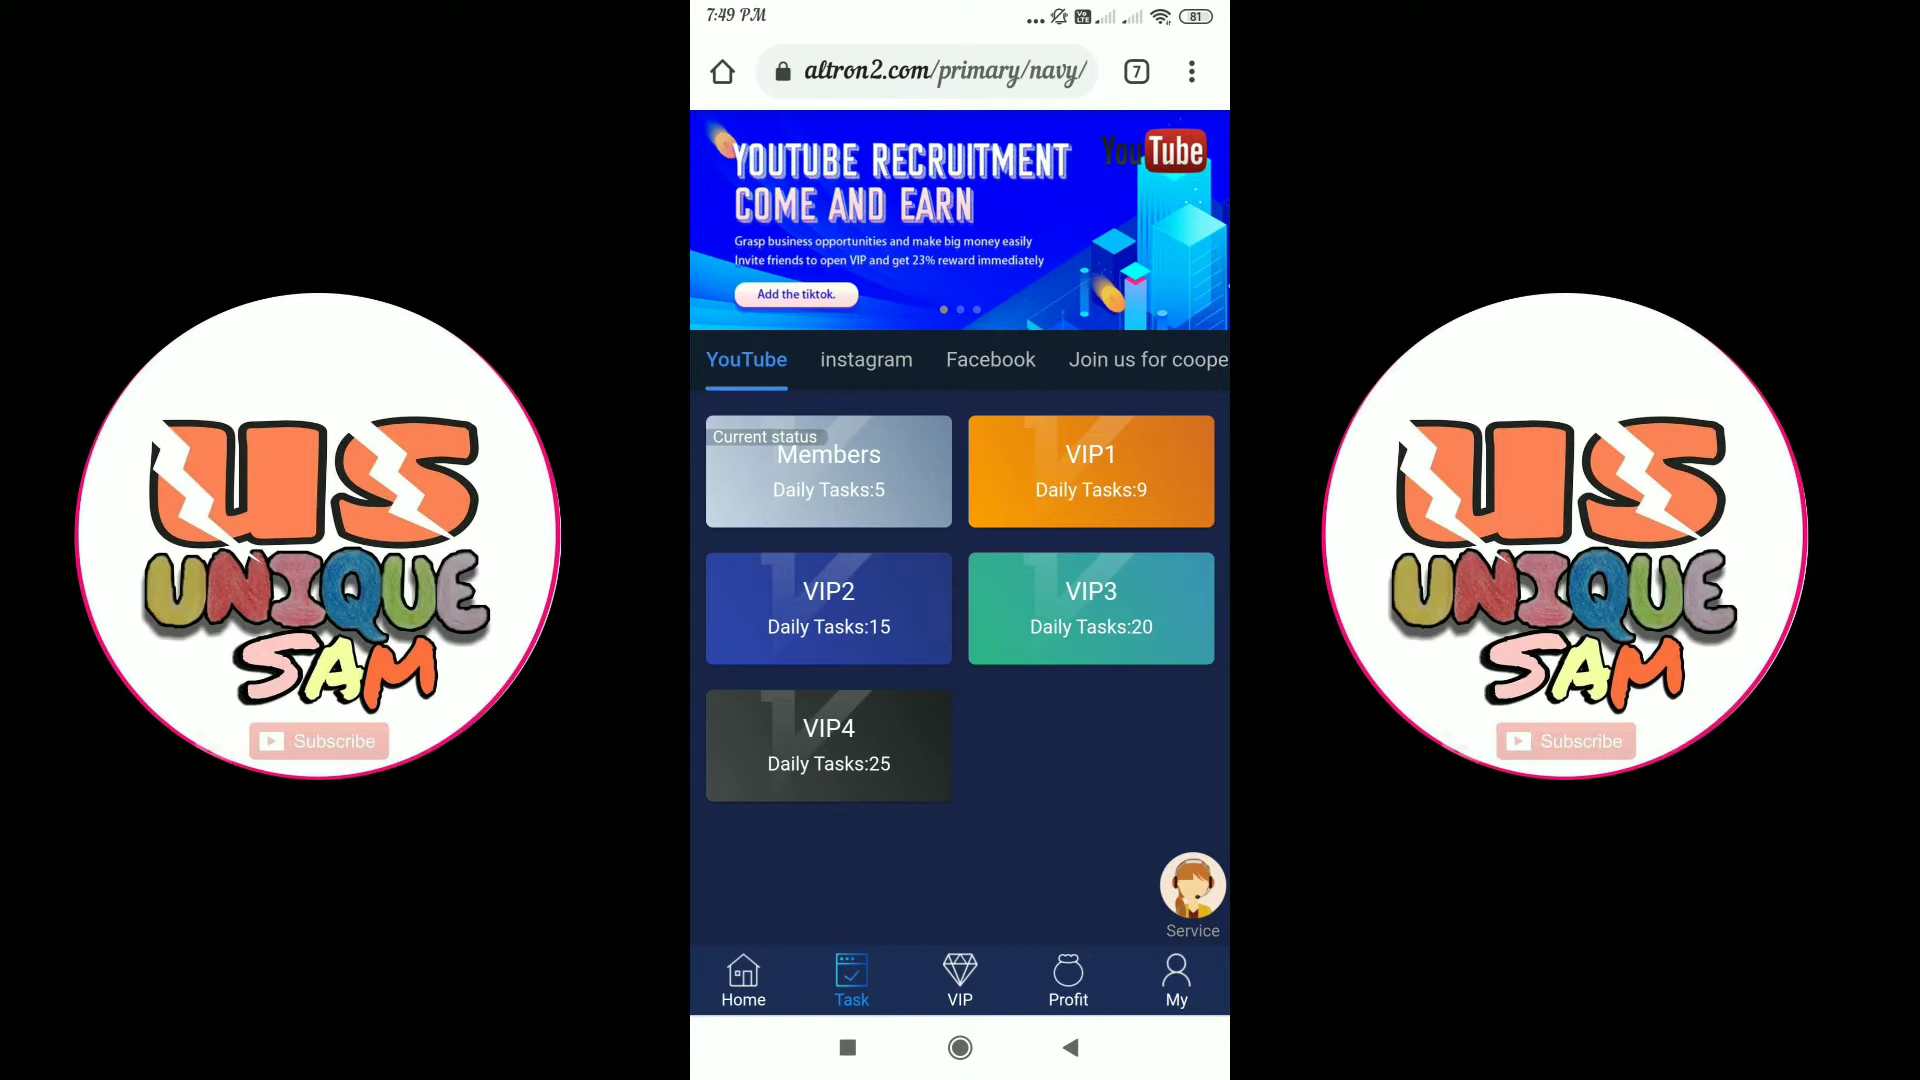 7:49 PM
Vo LTE
81
altron2.com/primary/navy/
7
YOUTUBE RECRUITMENT
COME AND EARN
YouTube
Grasp business opportunities and make big money easily
Invite friends to open VIP and get 23% reward immediately
Add the tiktok.
YouTube
instagram
Facebook
Join us for coope
Current status
Members
Daily Tasks:5
VIP1
Daily Tasks:9
VIP2
Daily Tasks:15
VIP3
Daily Tasks:20
VIP4
Daily Tasks:25
Service
Home
Task
VIP
Profit
My
US
UNIQUE
SAM
Subscribe
US
UNIQUE
SAM
Subscribe